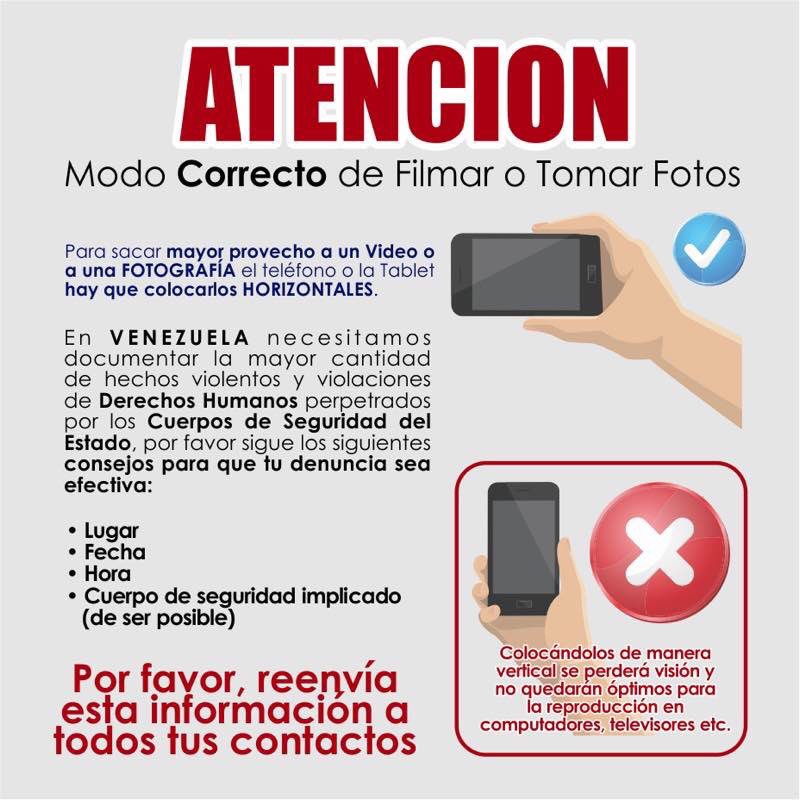 ATENCION
Modo Correcto de Filmar o Tomar Fotos
Para sacar mayor provecho a un Video o
a una FOTOGRAFÍA el teléfono o la Tablet
hay que colocarlos HORIZONTALES.
En VENEZUELA necesitamos
documentar la mayor cantidad
de hechos violentos y violaciones
de Derechos Humanos perpetrados
por los Cuerpos de Seguridad del
Estado, por favor sigue los siguientes
consejos para que tu denuncia sea
efectiva:
• Lugar
• Fecha
• Hora
• Cuerpo de seguridad implicado
(de ser posible)
Por favor, reenvía
esta información a
todos tus contactos
Colocándolos de manera
vertical se perderá visión y
no quedarán óptimos para
la reproducción en
computadores, televisores etc.